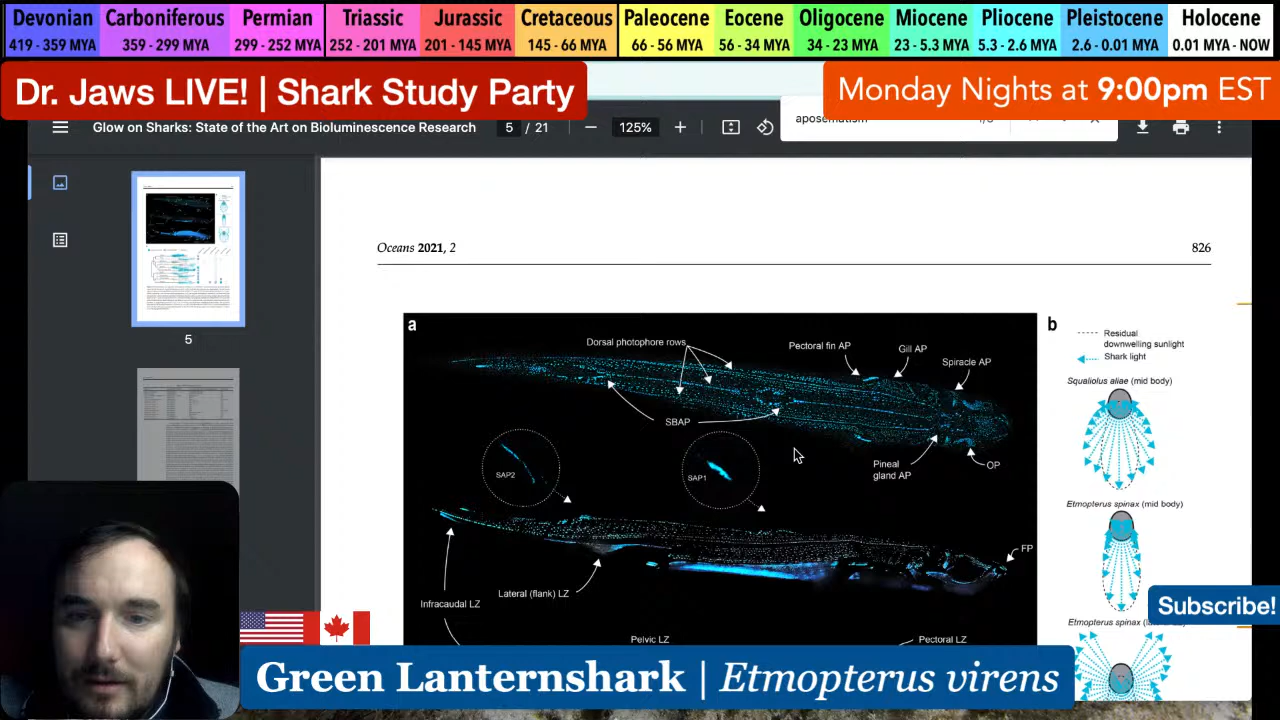 Devonian Carboniferous Permian Triassic Jurassic Cretaceous Paleocene Eocene Oligocene Miocene Pliocene Pleistocene Holocene
419 - 359 MYA 359 - 299 MYA 299 - 252 MYA 252 - 201 MYA 201 - 145 MYA 145 - 66 MYA 66 - 56 MYA 56 - 34 MYA 34 - 23 MYA 23 - 5.3 MYA 5.3 - 2.6 MYA 2.6 - 0.01 MYA 0.01 MYA - NOW
Dr. Jaws LIVE! | Shark Study Party
Monday Nights at 9:00pm EST
Glow on Sharks: State of the Art on Bioluminescence Research
5 / 21
125%
aposematism
5
Oceans 2021, 2
826
a
Dorsal photophore rows
Pectoral fin AP
Gill AP
Spiracle AP
SBAP
SAP2
SAP1
Pineal
gland AP
OP
FP
Lateral (flank) LZ
Infracaudal LZ
Pelvic LZ
Pectoral LZ
b
Residual
downwelling sunlight
Shark light
Squaliolus aliae (mid body)
Etmopterus spinax (mid body)
Etmopterus spinax
Subscribe!
Green Lanternshark | Etmopterus virens